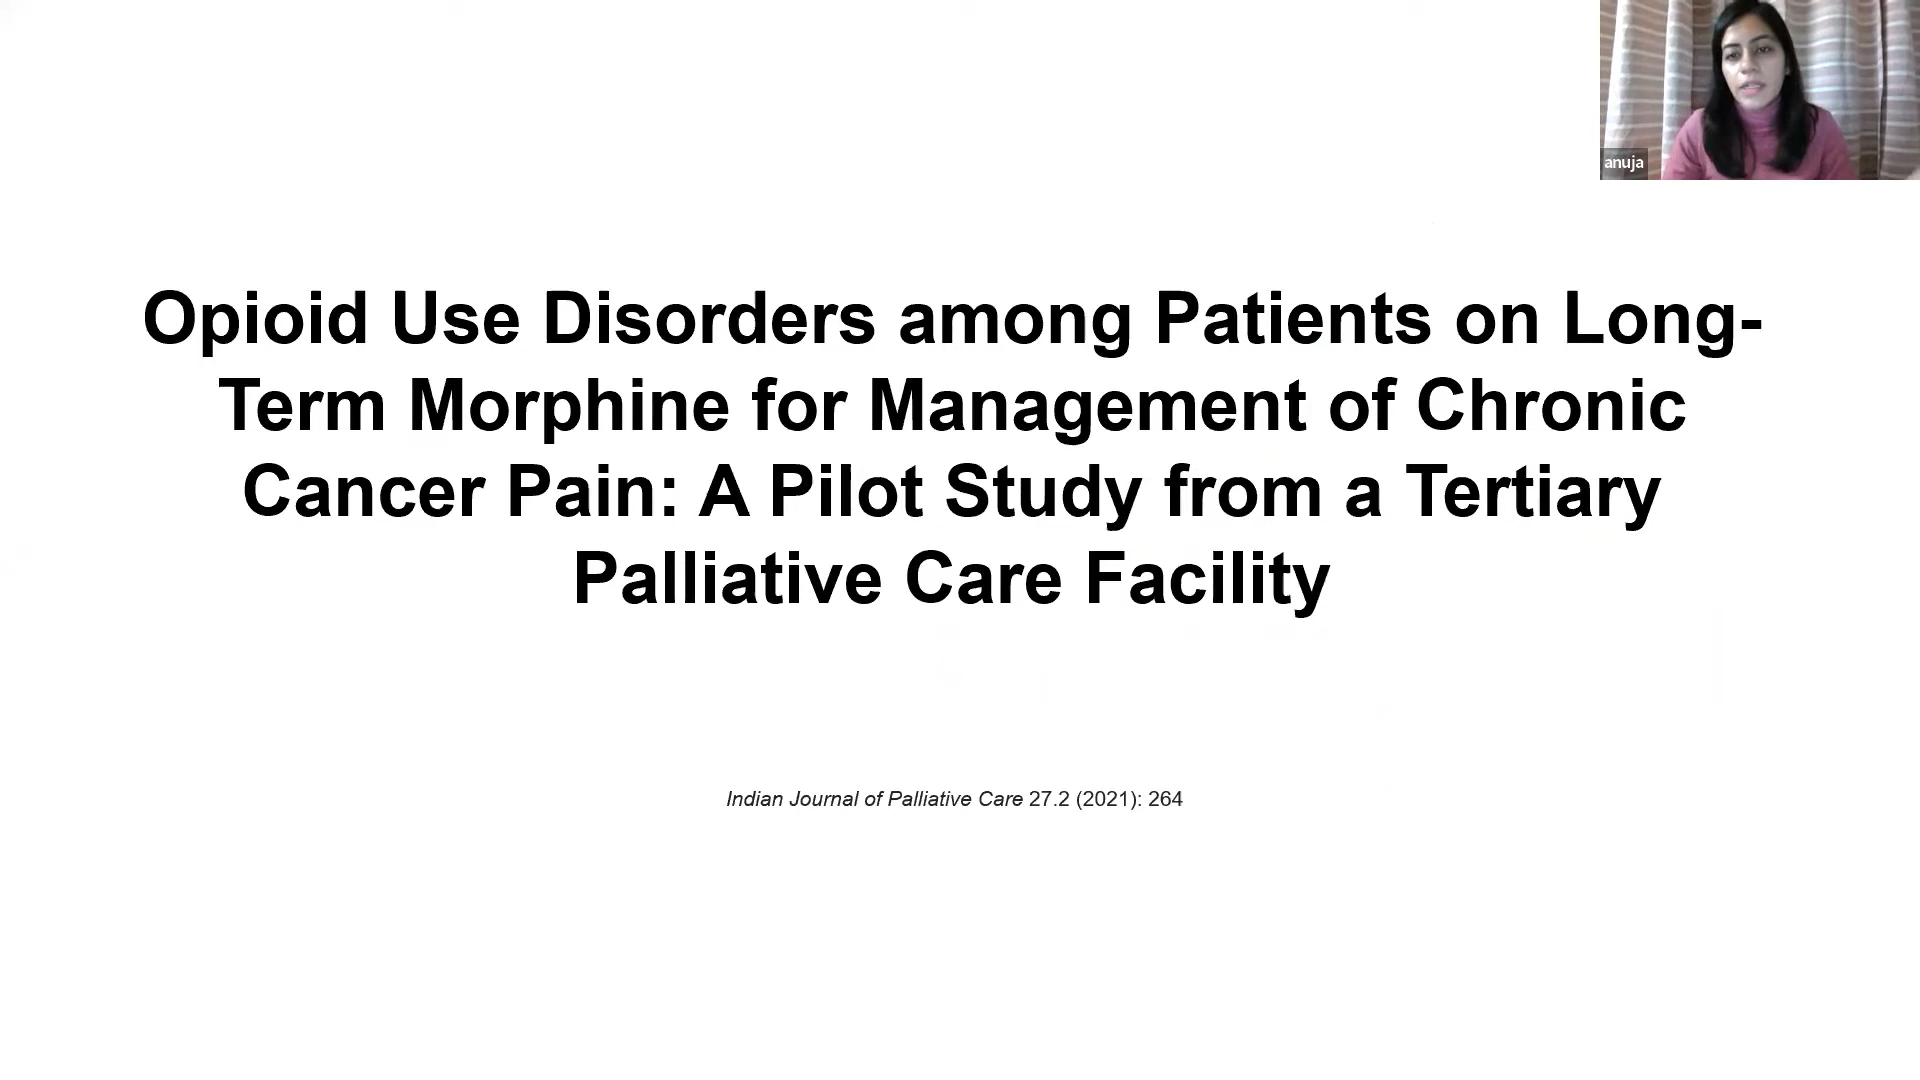 anuja
Opioid Use Disorders among Patients on Long-
Term Morphine for Management of Chronic
Cancer Pain: A Pilot Study from a Tertiary
Palliative Care Facility
Indian Journal of Palliative Care 27.2 (2021): 264